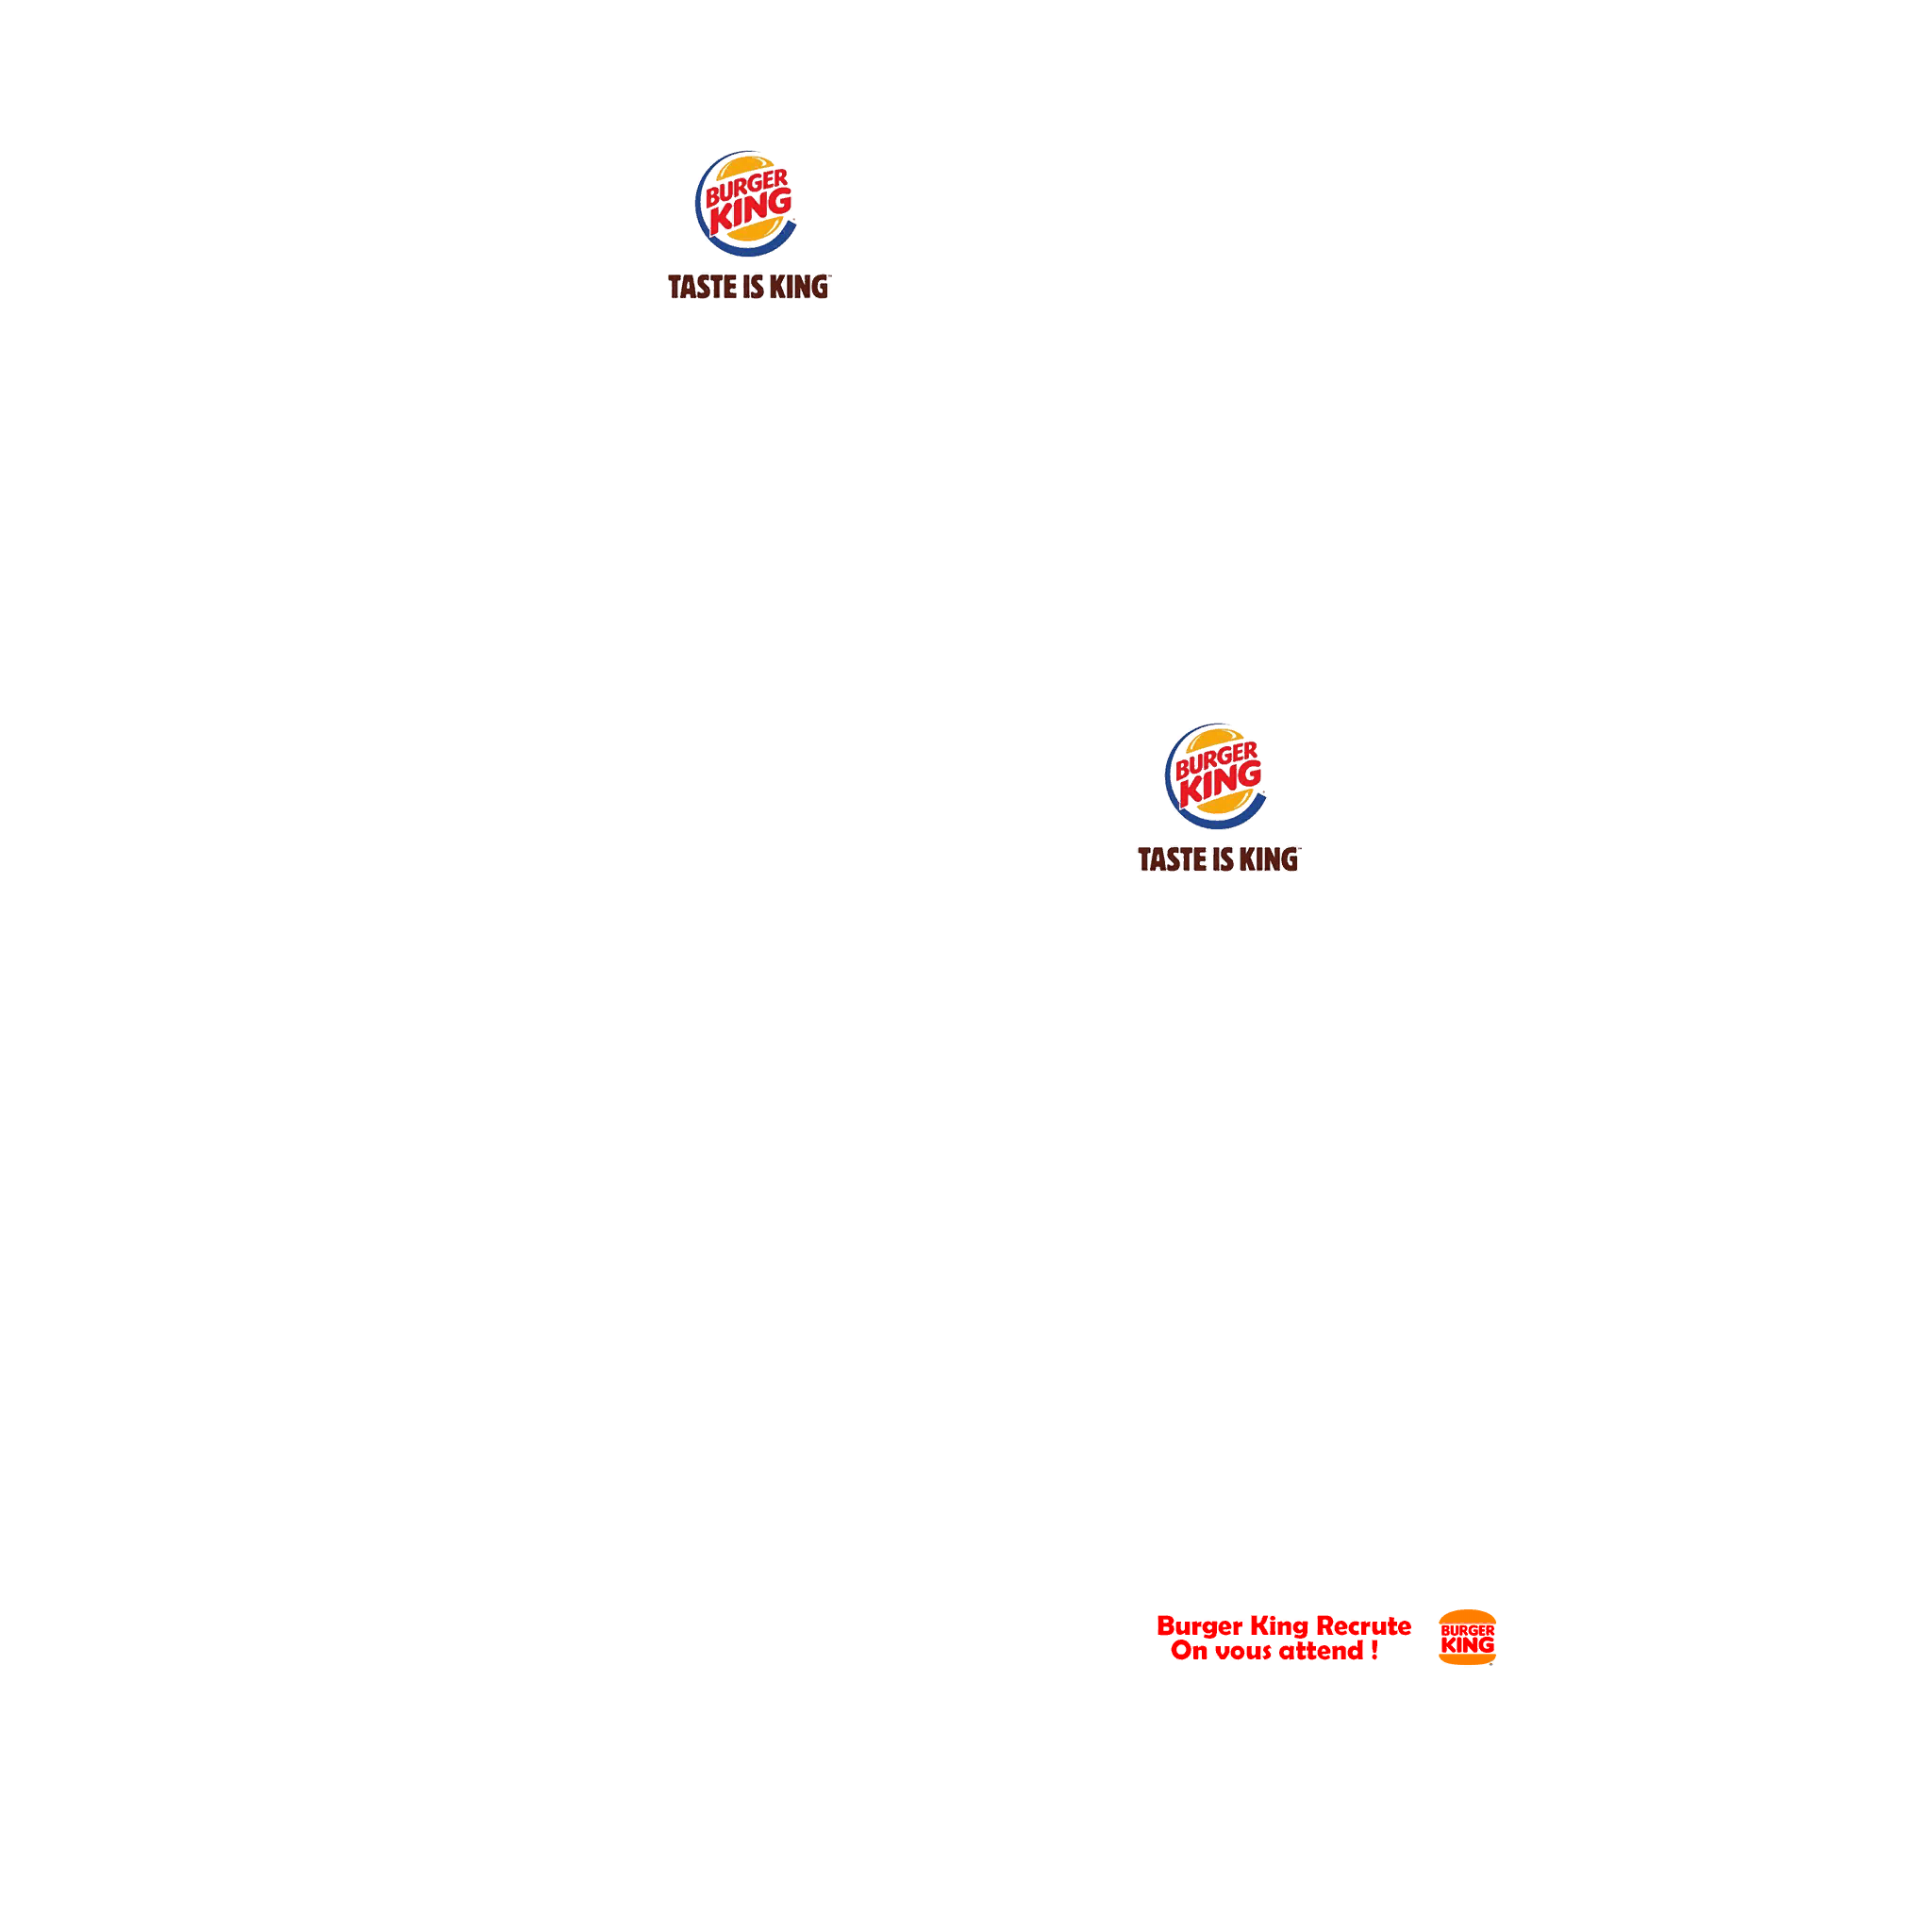 BURGER
KING
TASTE IS KING™
BURGER
KING
TASTE IS KING™
Burger King Recrute
On vous attend !
BURGER
KING